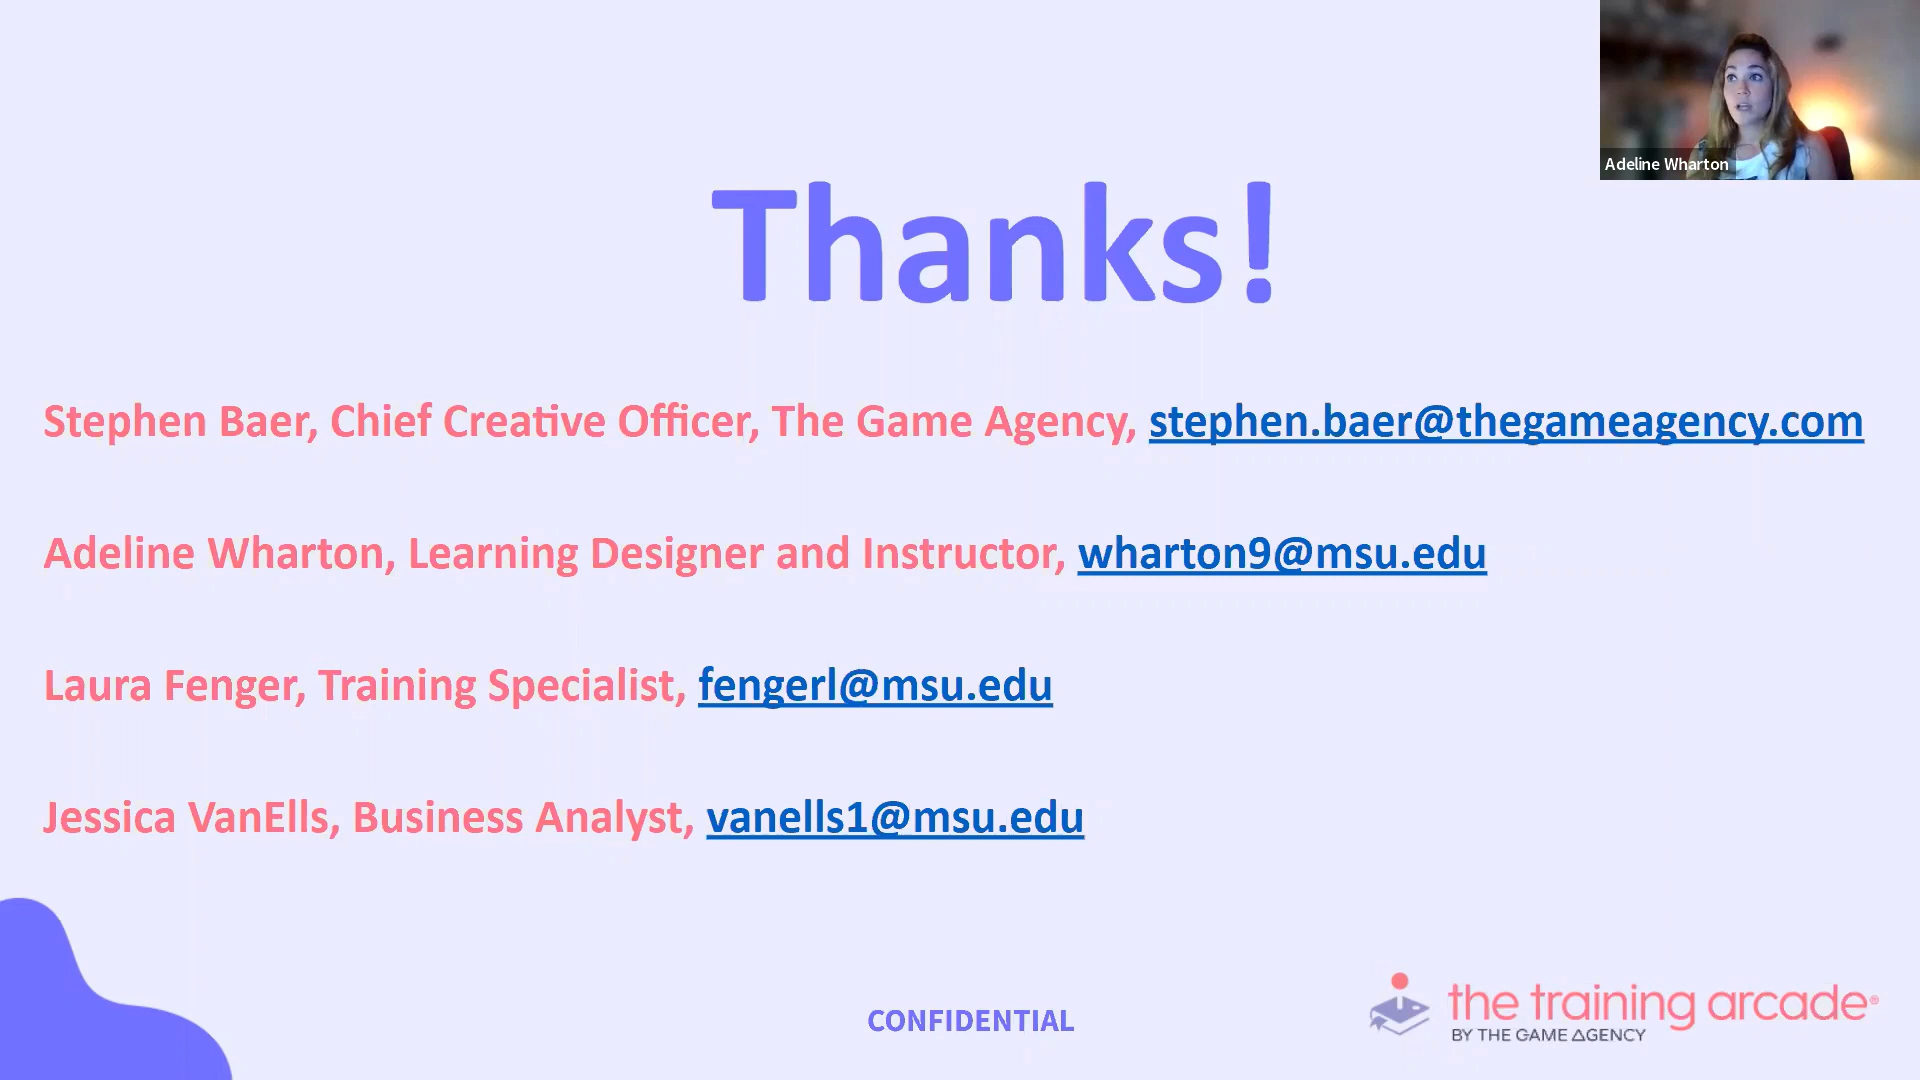 Adeline Wharton
Thanks!
Stephen Baer, Chief Creative Officer, The Game Agency, stephen.baer@thegameagency.com
Adeline Wharton, Learning Designer and Instructor, wharton9@msu.edu
Laura Fenger, Training Specialist, fengerl@msu.edu
Jessica VanElls, Business Analyst, vanells1@msu.edu
CONFIDENTIAL
the training arcade®
BY THE GAME AGENCY